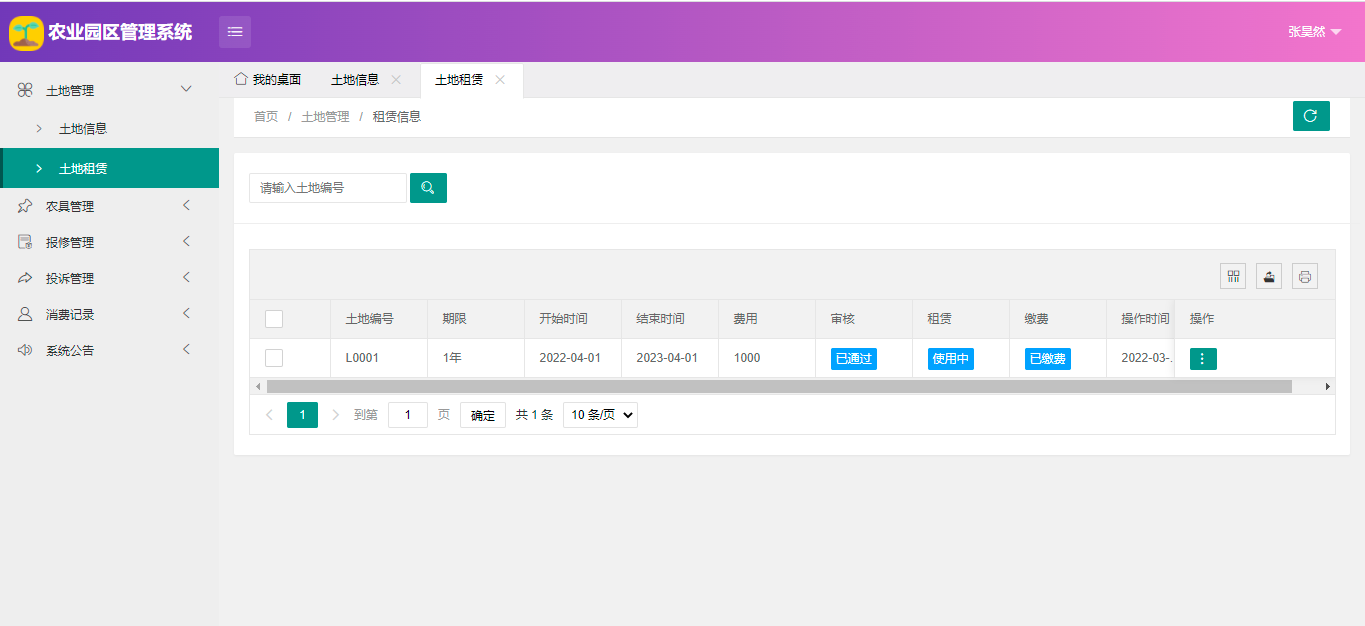 农业园区管理系统
张昊然
土地管理
土地信息
土地租赁
农具管理
报修管理
投诉管理
消费记录
系统公告
我的桌面 土地信息 土地租赁
首页 / 土地管理 / 租赁信息
请输入土地编号
土地编号 期限 开始时间 结束时间 费用 审核 租赁 缴费 操作时间 操作
L0001 1年 2022-04-01 2023-04-01 1000 已通过 使用中 已缴费 2022-03-..
1 到第 1 页 确定 共 1 条 10 条/页